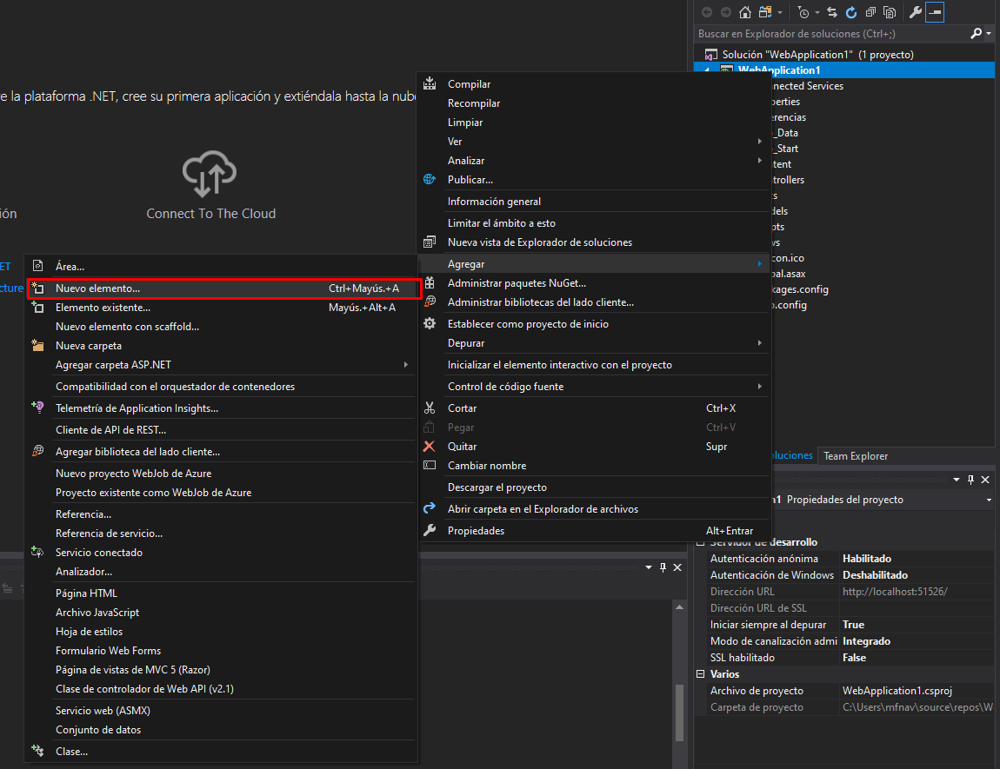 Buscar en Explorador de soluciones (Ctrl+;)
Solución "WebApplication1" (1 proyecto)
WebApplication1
nnected Services
perties
erencias
_Data
_Start
tent
trollers
ts
dels
pts
vs
con.ico
bal.asax
kages.config
o.config
e la plataforma .NET, cree su primera aplicación y extiéndala hasta la nube
ión
Connect To The Cloud
ET
cture
Compilar
Recompilar
Limpiar
Ver
Analizar
Publicar...
Información general
Limitar el ámbito a esto
Nueva vista de Explorador de soluciones
Agregar
Administrar paquetes NuGet...
Administrar bibliotecas del lado cliente...
Establecer como proyecto de inicio
Depurar
Inicializar el elemento interactivo con el proyecto
Control de código fuente
Cortar Ctrl+X
Pegar Ctrl+V
Quitar Supr
Cambiar nombre
Descargar el proyecto
Abrir carpeta en el Explorador de archivos
Propiedades Alt+Entrar
Área...
Nuevo elemento... Ctrl+Mayús.+A
Elemento existente... Mayús.+Alt+A
Nuevo elemento con scaffold...
Nueva carpeta
Agregar carpeta ASP.NET
Compatibilidad con el orquestador de contenedores
Telemetría de Application Insights...
Cliente de API de REST...
Agregar biblioteca del lado cliente...
Nuevo proyecto WebJob de Azure
Proyecto existente como WebJob de Azure
Referencia...
Referencia de servicio...
Servicio conectado
Analizador...
Página HTML
Archivo JavaScript
Hoja de estilos
Formulario Web Forms
Página de vistas de MVC 5 (Razor)
Clase de controlador de Web API (v2.1)
Servicio web (ASMX)
Conjunto de datos
Clase...
oluciones Team Explorer
n1 Propiedades del proyecto
Servidor de desarrollo
Autenticación anónima Habilitado
Autenticación de Windows Deshabilitado
Dirección URL http://localhost:51526/
Dirección URL de SSL
Iniciar siempre al depurar True
Modo de canalización admi Integrado
SSL habilitado False
Varios
Archivo de proyecto WebApplication1.csproj
Carpeta de proyecto C:\Users\mfnav\source\repos\W